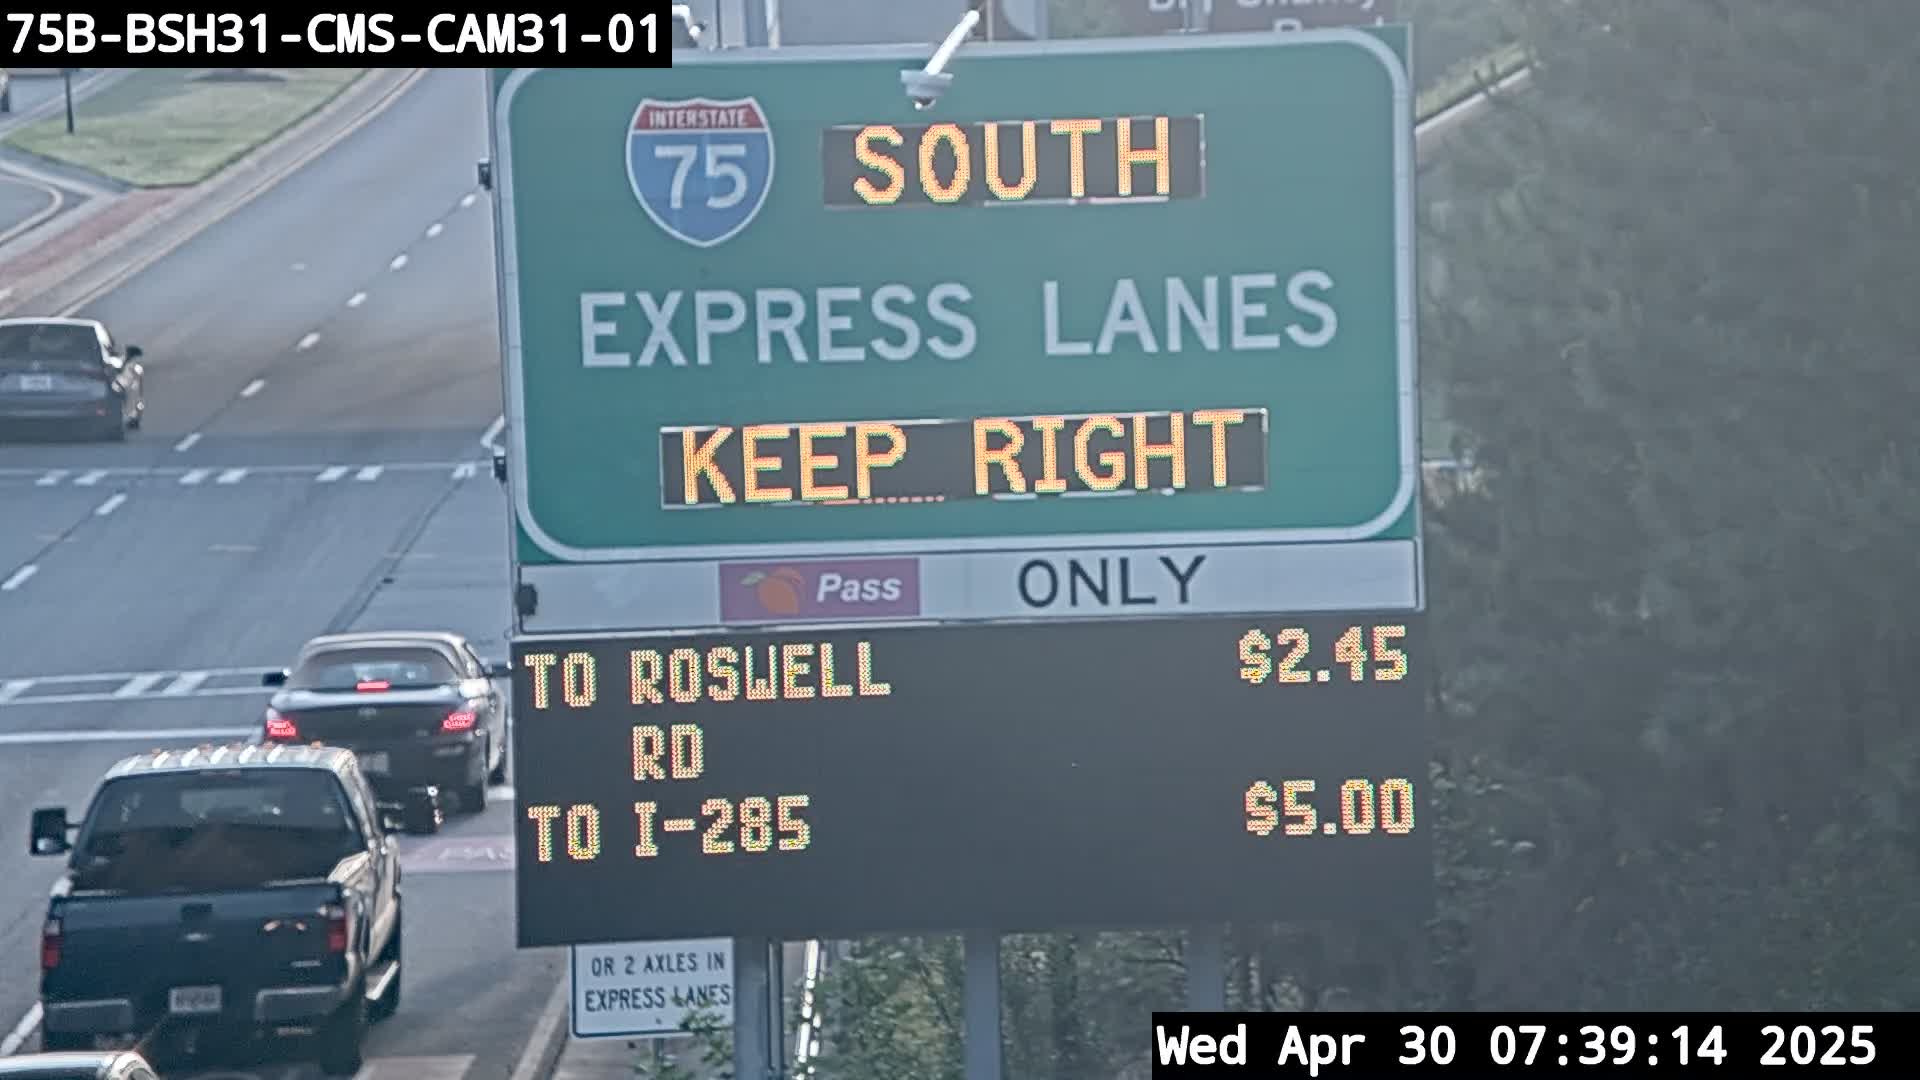 75B-BSH31-CMS-CAM31-01
INTERSTATE
75
SOUTH
EXPRESS LANES
KEEP RIGHT
Pass ONLY
TO ROSWELL $2.45
RD
TO I-285 $5.00
OR 2 AXLES IN
EXPRESS LANES
Wed Apr 30 07:39:14 2025